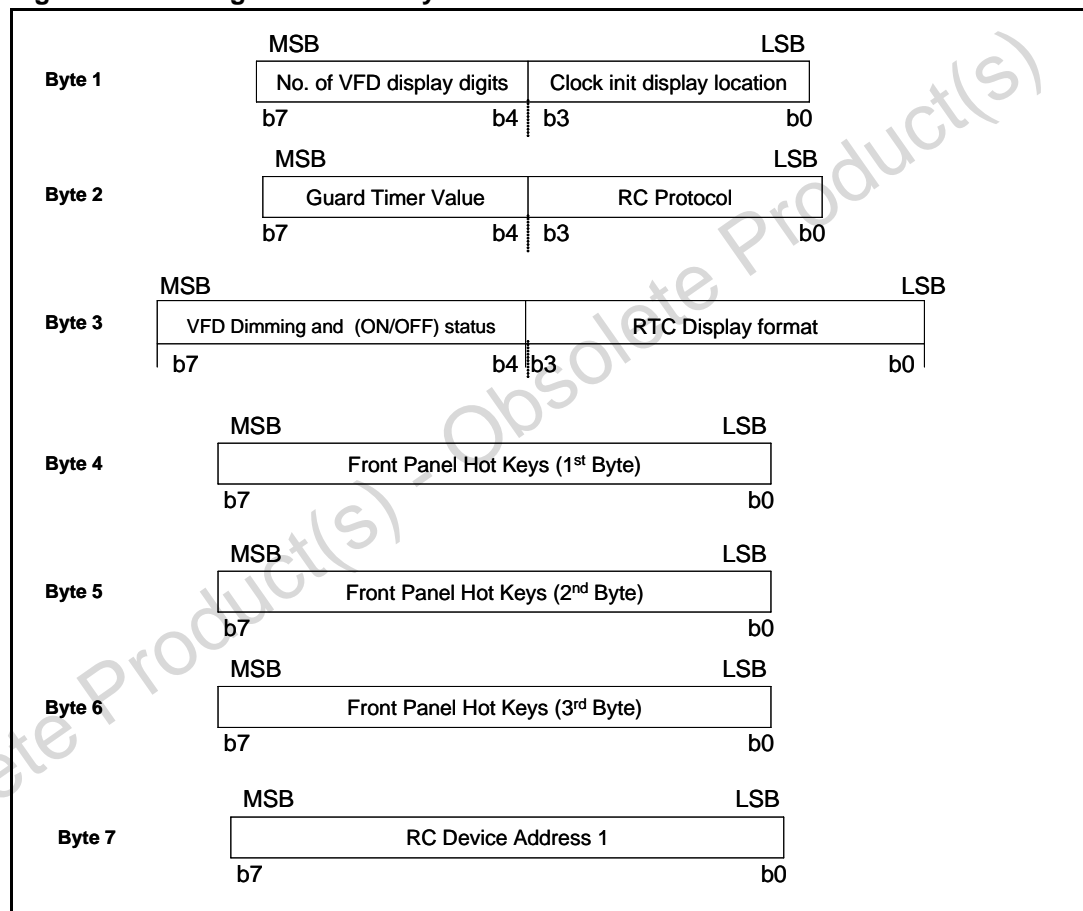 MSB LSB
Byte 1 No. of VFD display digits Clock init display location
b7 b4 b3 b0
MSB LSB
Byte 2 Guard Timer Value RC Protocol
b7 b4 b3 b0
MSB LSB
Byte 3 VFD Dimming and (ON/OFF) status RTC Display format
b7 b4 b3 b0
MSB LSB
Byte 4 Front Panel Hot Keys (1st Byte)
b7 b0
MSB LSB
Byte 5 Front Panel Hot Keys (2nd Byte)
b7 b0
MSB LSB
Byte 6 Front Panel Hot Keys (3rd Byte)
b7 b0
MSB LSB
Byte 7 RC Device Address 1
b7 b0
ete Product(s) - Obsolete Product(s)